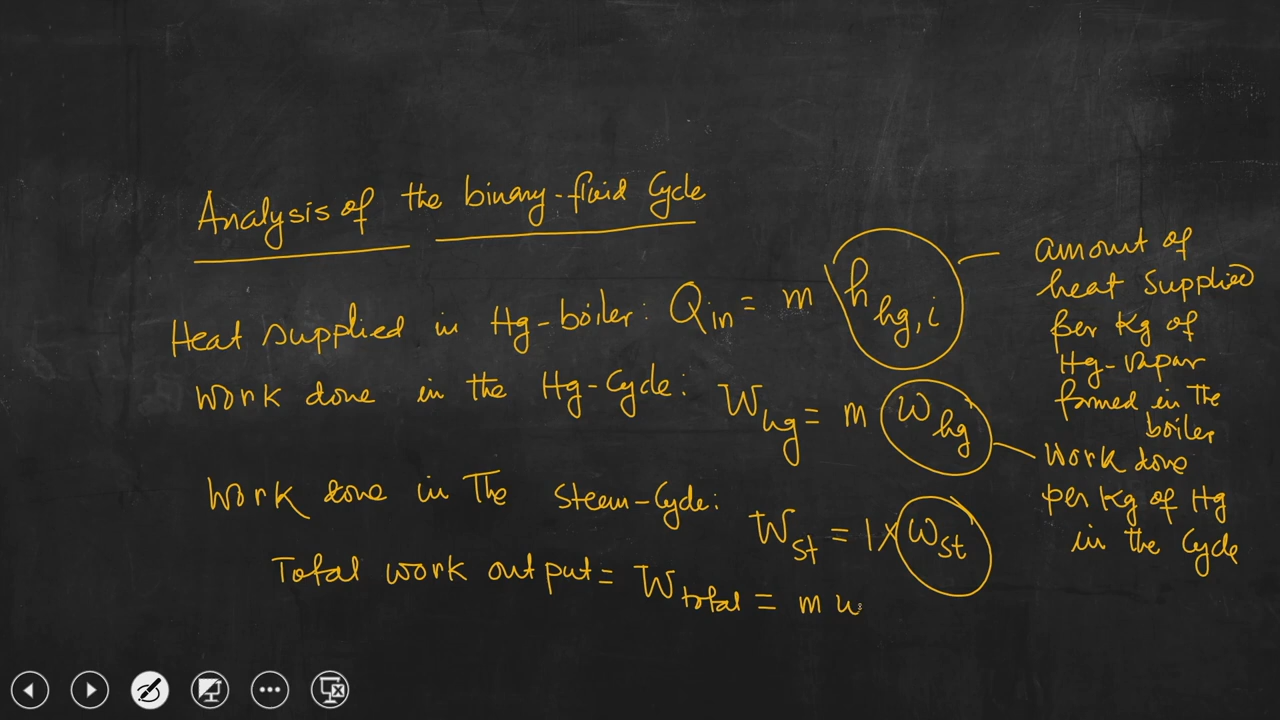 Analysis of the binary-fluid Cycle
Heat supplied in Hg-boiler: Qin = m hhg,i
amount of
heat supplied
per kg of
Hg-vapar
formed in the
boiler
Work done in the Hg-Cycle: Whg = m whg
Work done
per kg of Hg
in the Cycle
Work done in the Steam-Cycle: Wst = 1×wst
Total work output = Wtotal = m w